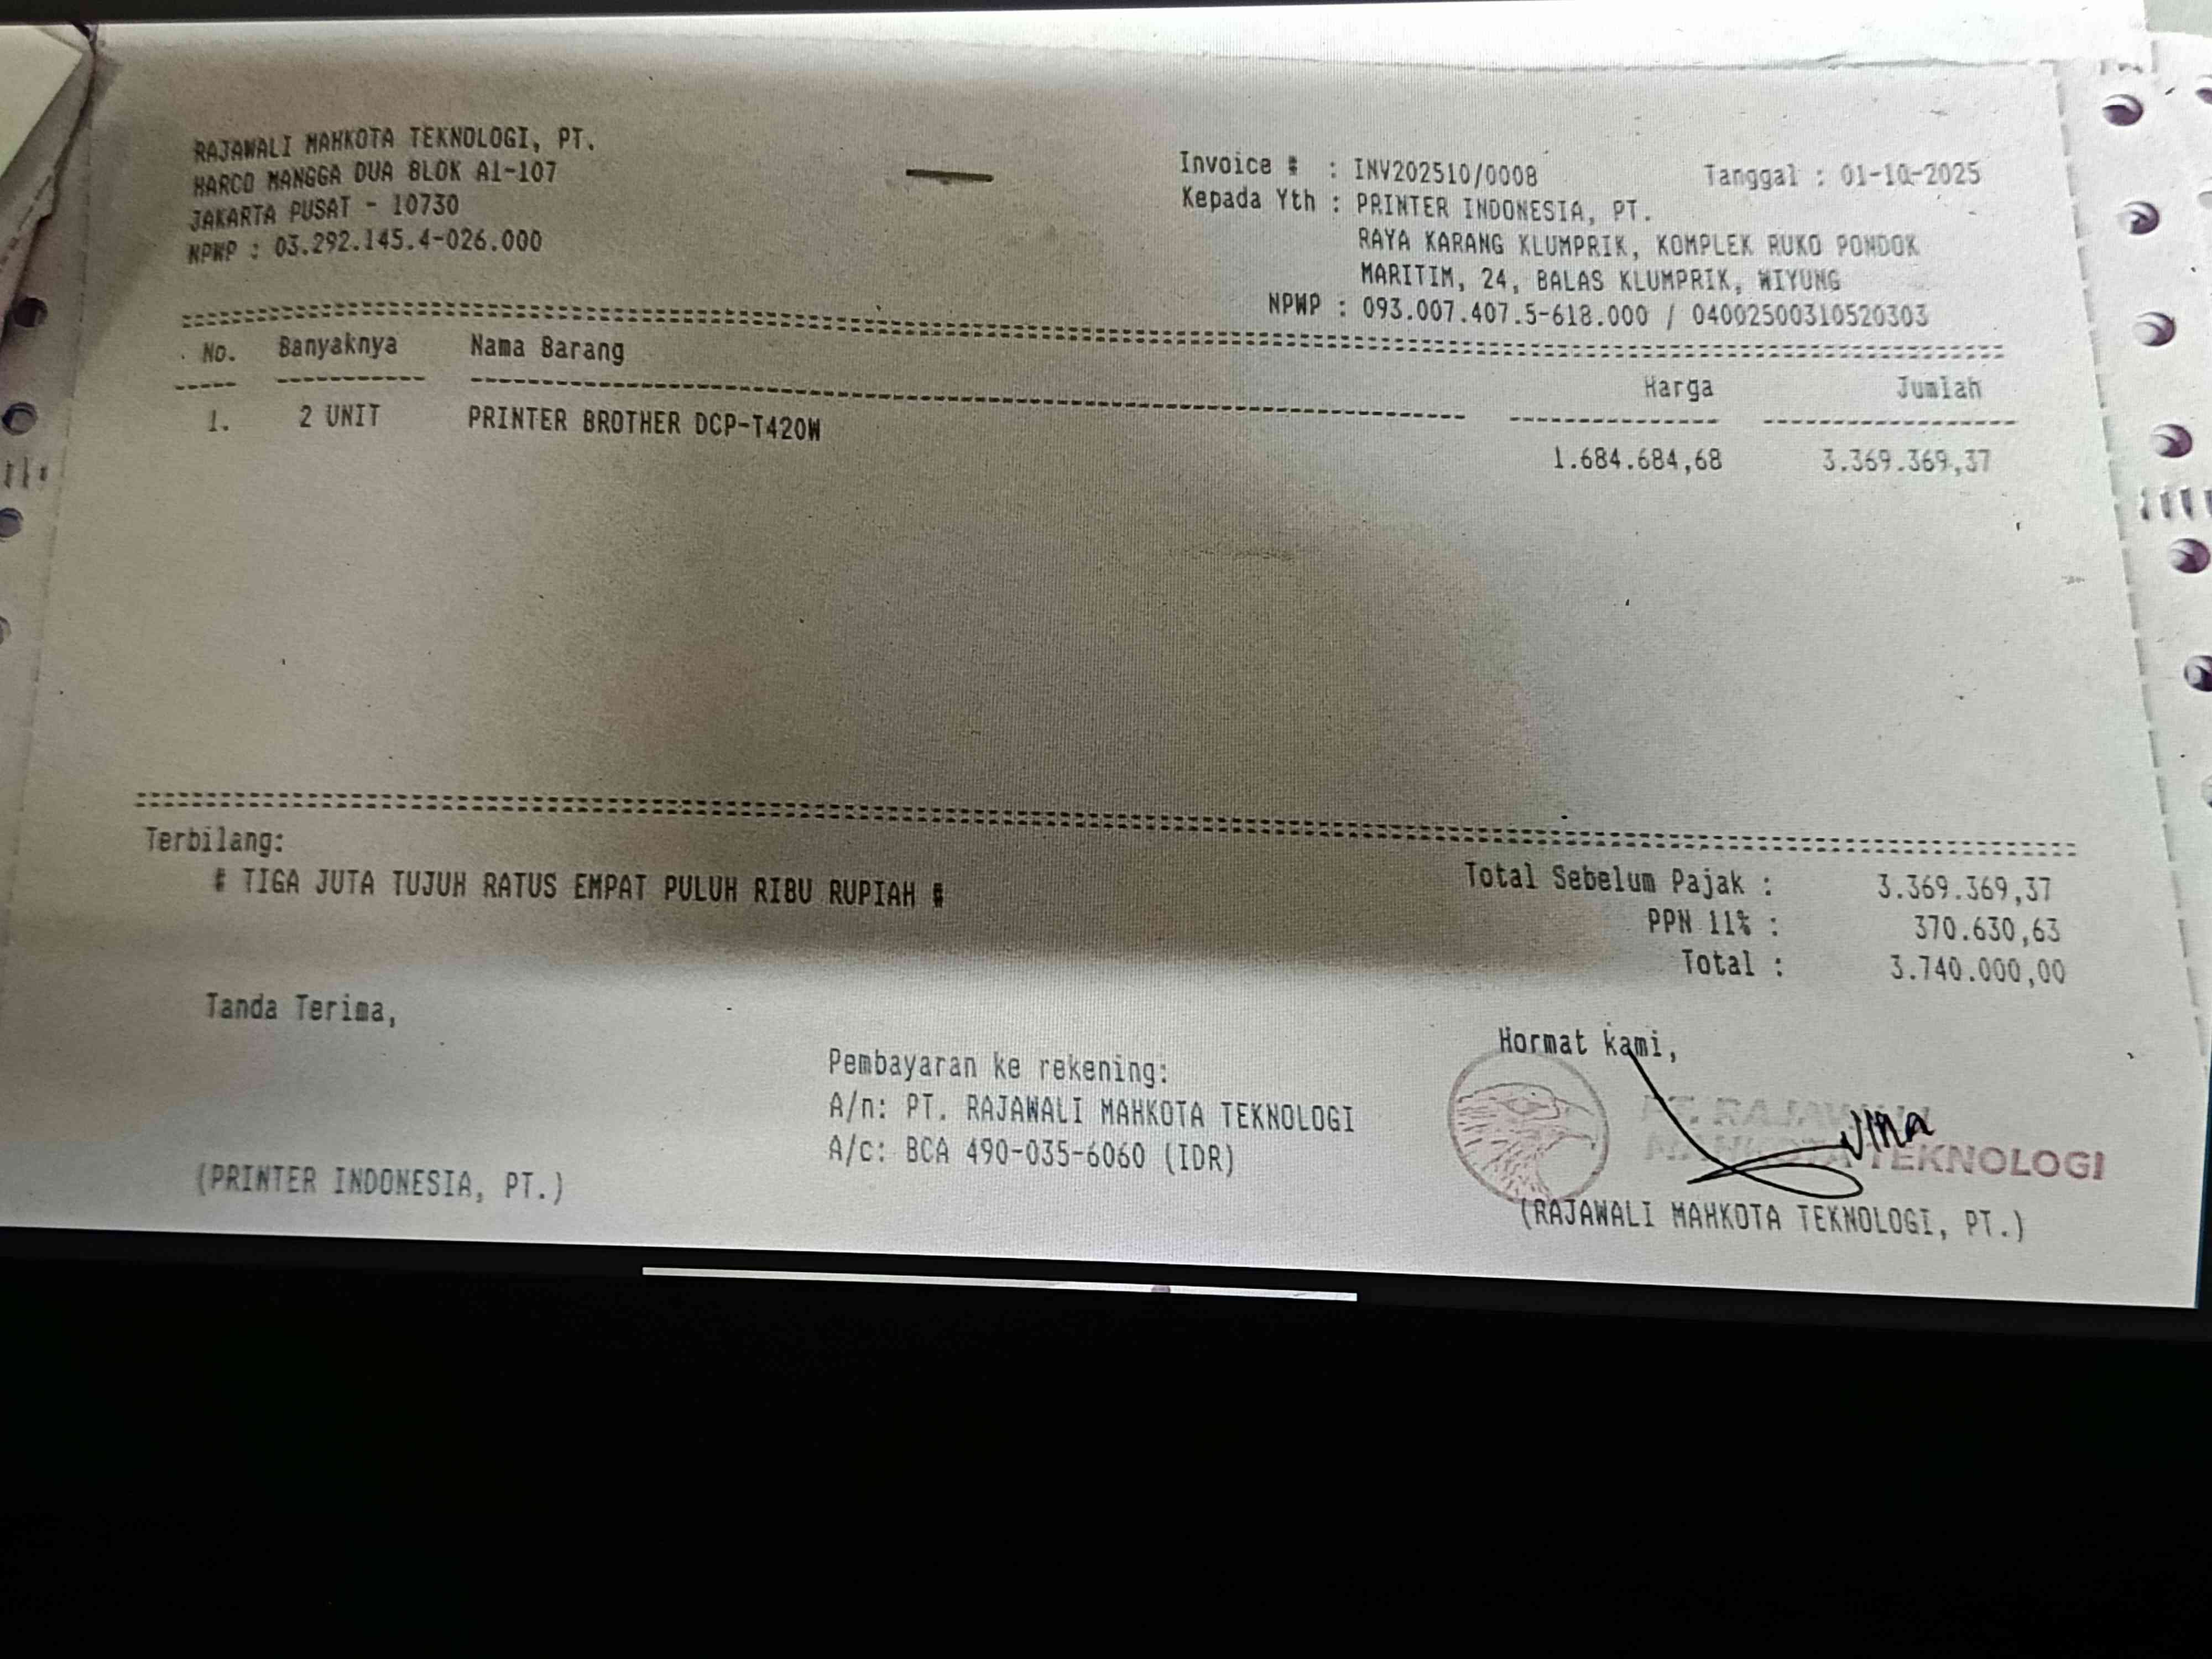 RAJAWALI MAHKOTA TEKNOLOGI, PT.
HARCO MANGGA DUA BLOK A1-107
JAKARTA PUSAT - 10730
NPWP : 03.292.145.4-026.000
Invoice # : INV202510/0008 Tanggal : 01-10-2025
Kepada Yth : PRINTER INDONESIA, PT.
RAYA KARANG KLUMPRIK, KOMPLEK RUKO PONDOK
MARITIM, 24, BALAS KLUMPRIK, WIYUNG
NPWP : 093.007.407.5-618.000 / 04002500310520303
No. Banyaknya Nama Barang Harga Jumlah
1. 2 UNIT PRINTER BROTHER DCP-T420W 1.684.684,68 3.369.369,37
Terbilang:
# TIGA JUTA TUJUH RATUS EMPAT PULUH RIBU RUPIAH #
Total Sebelum Pajak : 3.369.369,37
PPN 11% : 370.630,63
Total : 3.740.000,00
Tanda Terima,
(PRINTER INDONESIA, PT.)
Pembayaran ke rekening:
A/n: PT. RAJAWALI MAHKOTA TEKNOLOGI
A/c: BCA 490-035-6060 (IDR)
Hormat kami,
PT. RAJAWALI
MAHKOTA TEKNOLOGI
(RAJAWALI MAHKOTA TEKNOLOGI, PT.)